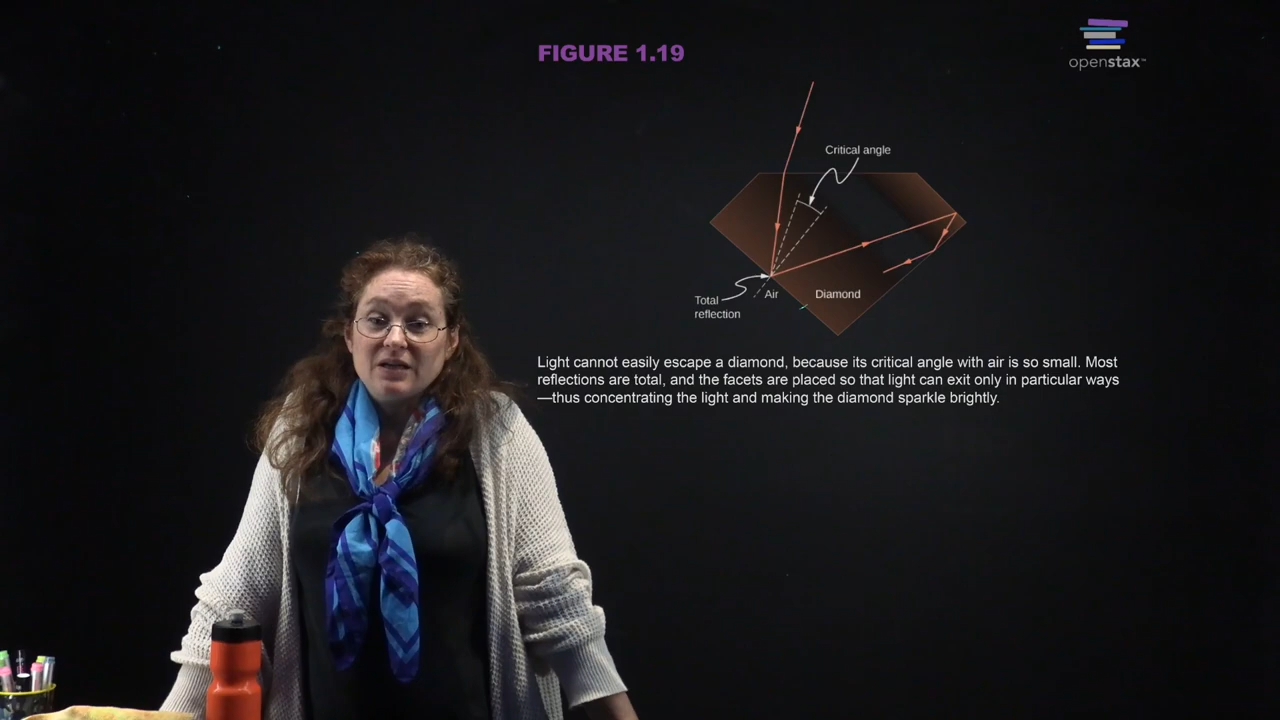 FIGURE 1.19
openstax™
Critical angle
Total
reflection
Air
Diamond
Light cannot easily escape a diamond, because its critical angle with air is so small. Most
reflections are total, and the facets are placed so that light can exit only in particular ways
—thus concentrating the light and making the diamond sparkle brightly.